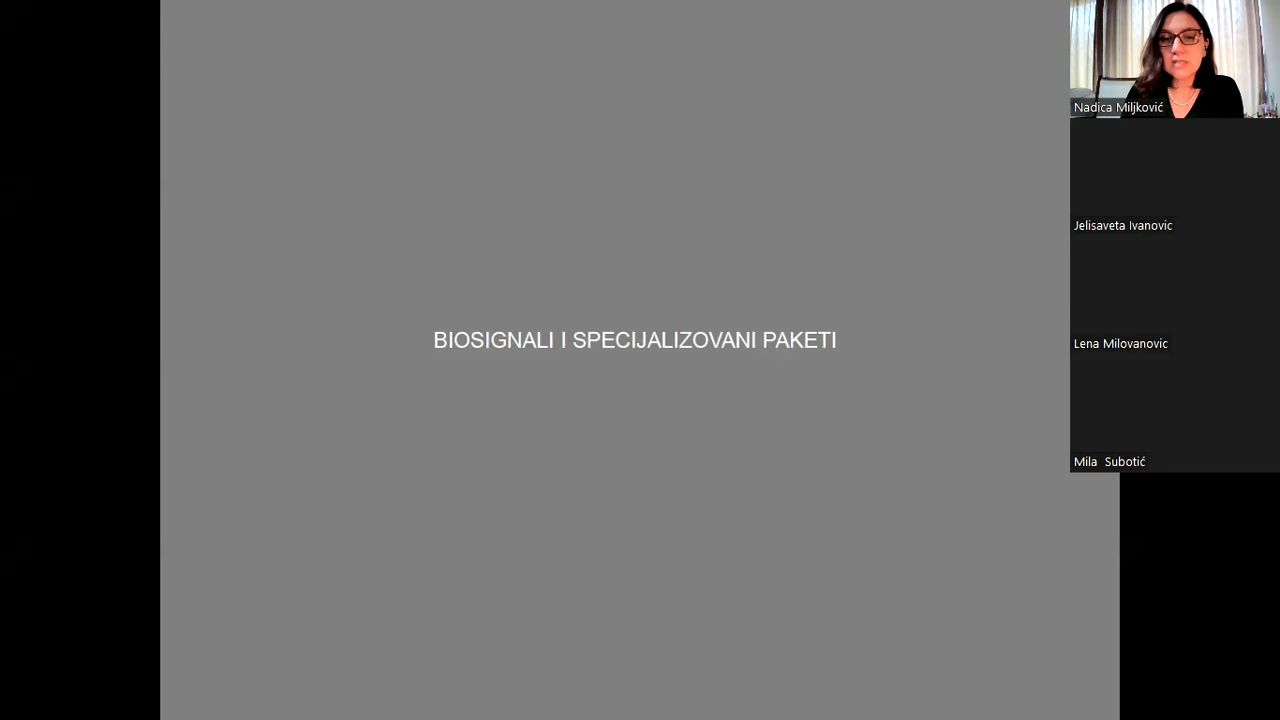 BIOSIGNALI I SPECIJALIZOVANI PAKETI
Nadica Miljković
Jelisaveta Ivanovic
Lena Milovanovic
Mila Subotić